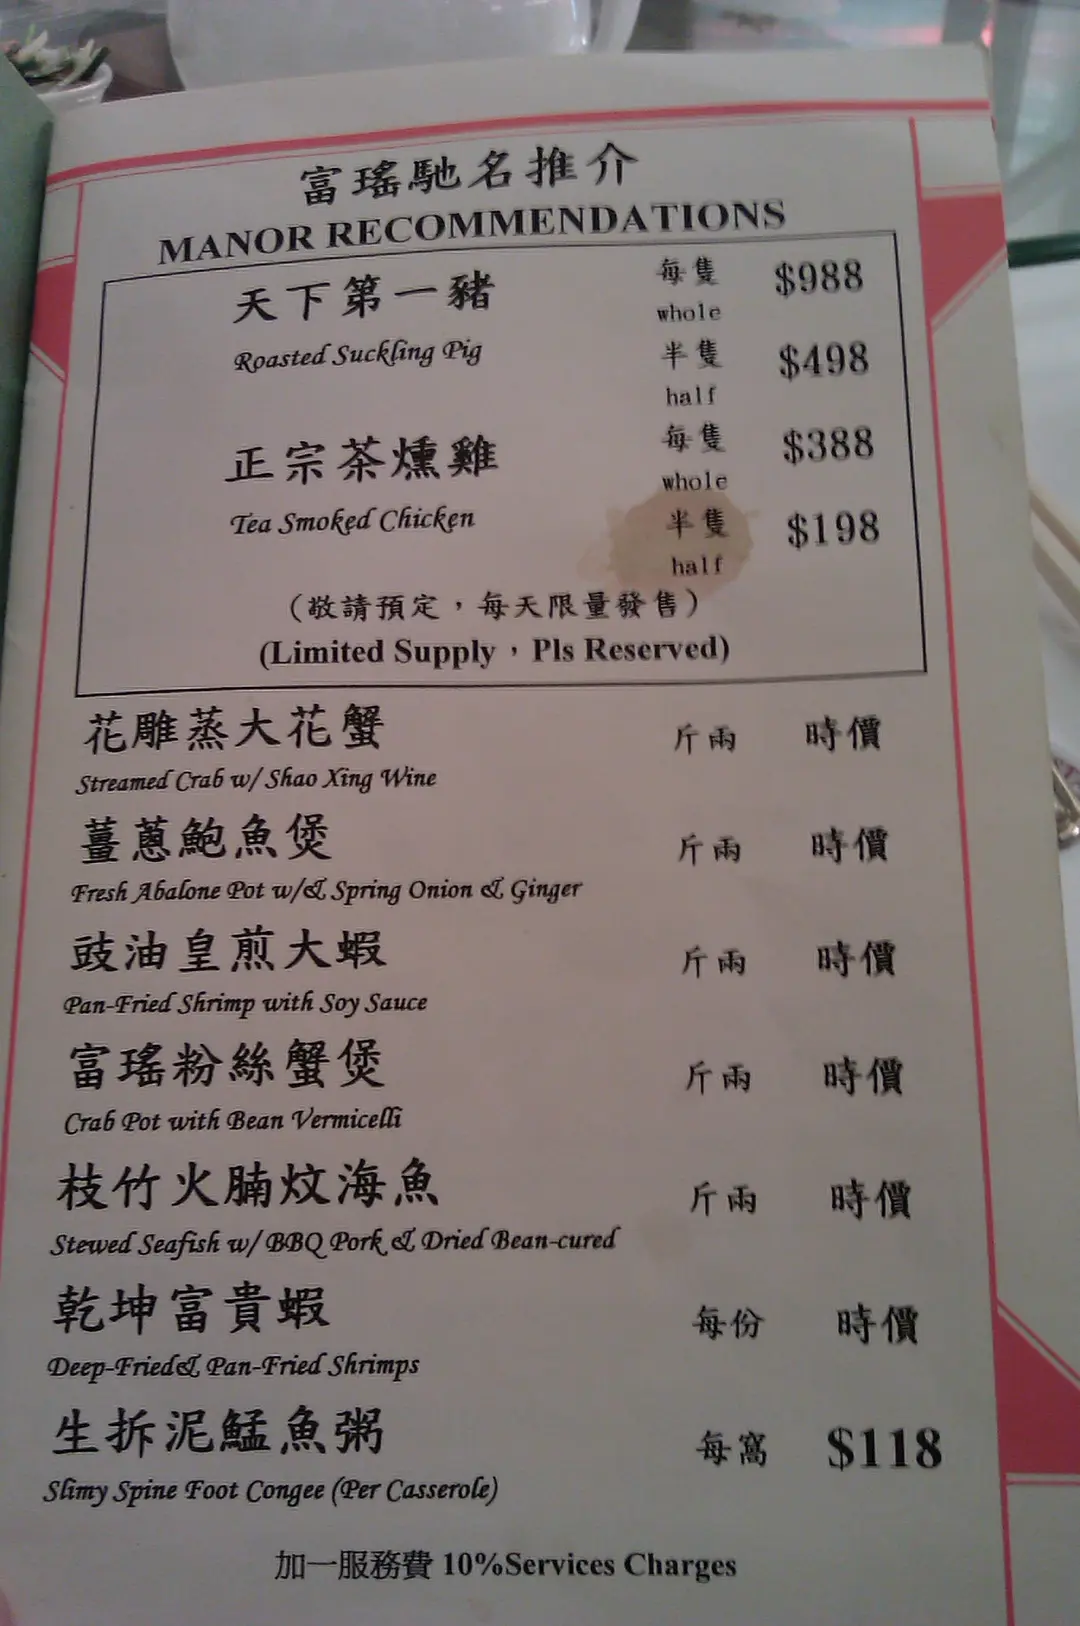 富瑤馳名推介
MANOR RECOMMENDATIONS
天下第一豬 每隻 $988
whole
Roasted Suckling Pig 半隻 $498
half
正宗茶燻雞 每隻 $388
whole
Tea Smoked Chicken 半隻 $198
half
（敬請預定，每天限量發售）
(Limited Supply，Pls Reserved)
花雕蒸大花蟹 斤兩 時價
Streamed Crab w/ Shao Xing Wine
薑蔥鮑魚煲 斤兩 時價
Fresh Abalone Pot w/& Spring Onion & Ginger
豉油皇煎大蝦 斤兩 時價
Pan-Fried Shrimp with Soy Sauce
富瑤粉絲蟹煲 斤兩 時價
Crab Pot with Bean Vermicelli
枝竹火腩炆海魚 斤兩 時價
Stewed Seafish w/ BBQ Pork & Dried Bean-cured
乾坤富貴蝦 每份 時價
Deep-Fried& Pan-Fried Shrimps
生拆泥鯭魚粥 每窩 $118
Slimy Spine Foot Congee (Per Casserole)
加一服務費 10%Services Charges